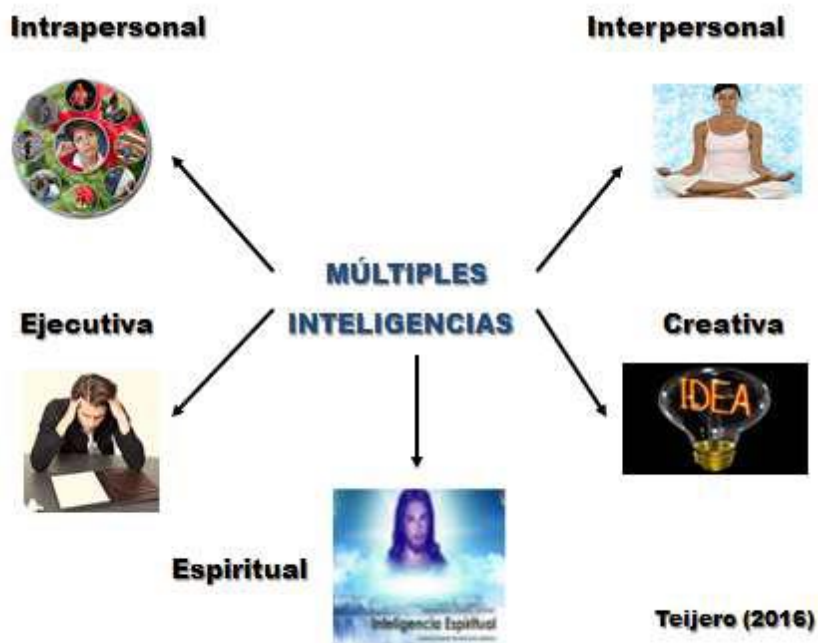 Intrapersonal
Interpersonal
MÚLTIPLES
INTELIGENCIAS
Ejecutiva
Creativa
IDEA
Espiritual
Inteligencia Espiritual
Teijero (2016)